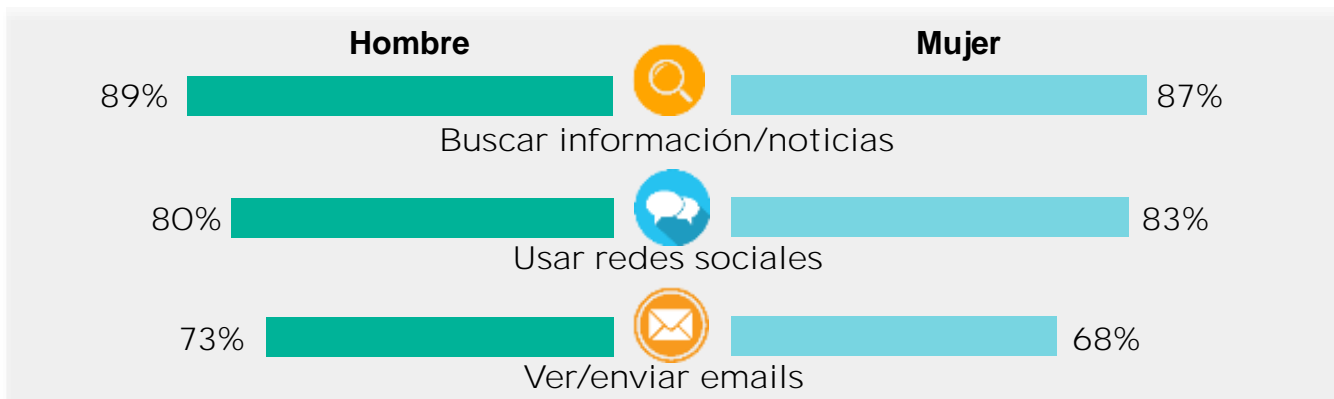 Hombre Mujer
89% 87%
Buscar información/noticias
80% 83%
Usar redes sociales
73% 68%
Ver/enviar emails